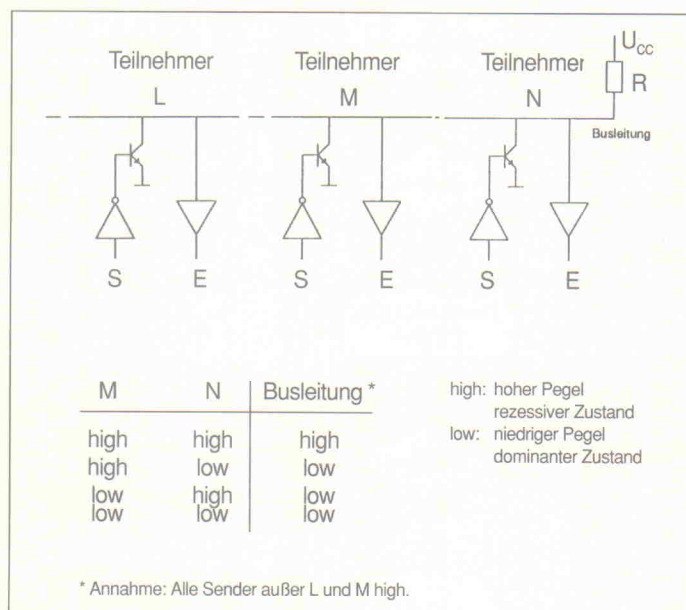 Teilnehmer Teilnehmer Teilnehmer U_CC
L M N R
Busleitung
S E S E S E
M N Busleitung *
high high high
high low low
low high low
low low low
high: hoher Pegel
rezessiver Zustand
low: niedriger Pegel
dominanter Zustand
* Annahme: Alle Sender außer L und M high.